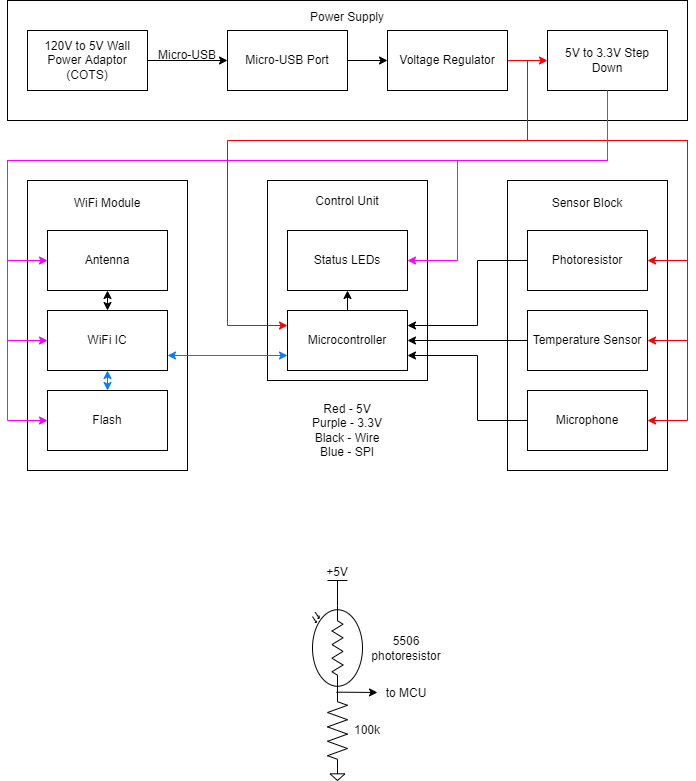 Power Supply
120V to 5V Wall
Power Adaptor
(COTS)
Micro-USB
Micro-USB Port
Voltage Regulator
5V to 3.3V Step
Down
WiFi Module
Control Unit
Sensor Block
Antenna
Status LEDs
Photoresistor
WiFi IC
Microcontroller
Temperature Sensor
Flash
Microphone
Red - 5V
Purple - 3.3V
Black - Wire
Blue - SPI
+5V
5506
photoresistor
to MCU
100k